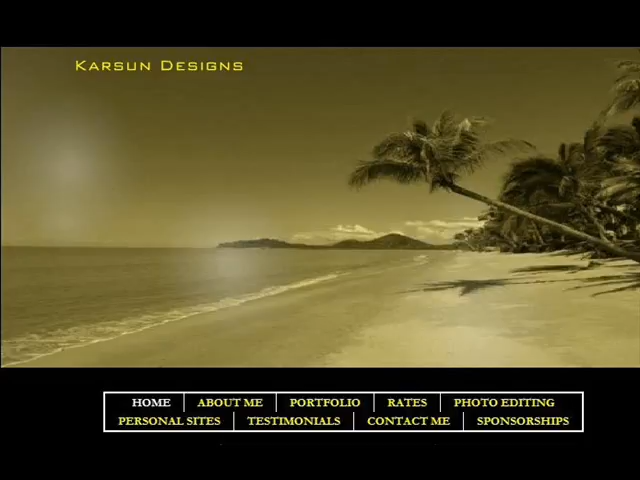 Karsun Designs
HOME ABOUT ME PORTFOLIO RATES PHOTO EDITING
PERSONAL SITES TESTIMONIALS CONTACT ME SPONSORSHIPS